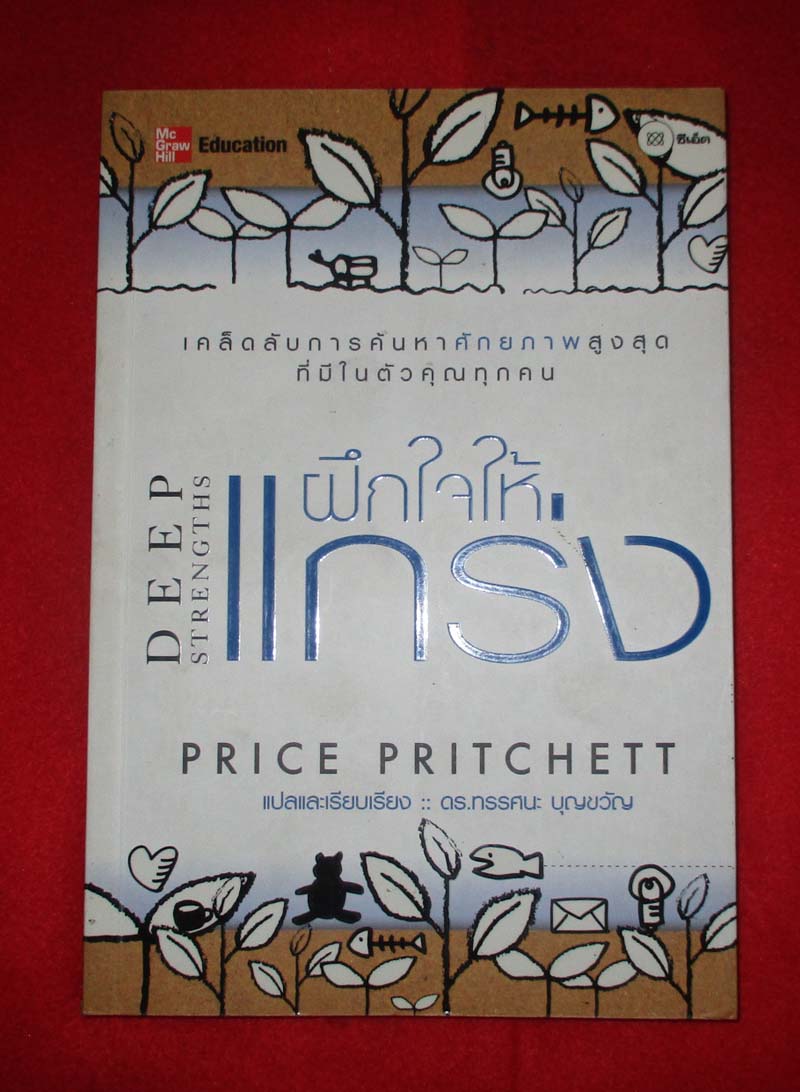 Mc
Graw
Hill
Education
ซีเอ็ด
เคล็ดลับการค้นหาศักยภาพสูงสุด
ที่มีในตัวคุณทุกคน
DEEP
STRENGTHS
ฝึกใจให้
แกร่ง
PRICE PRITCHETT
แปลและเรียบเรียง :: ดร.ทรรศนะ บุญขวัญ